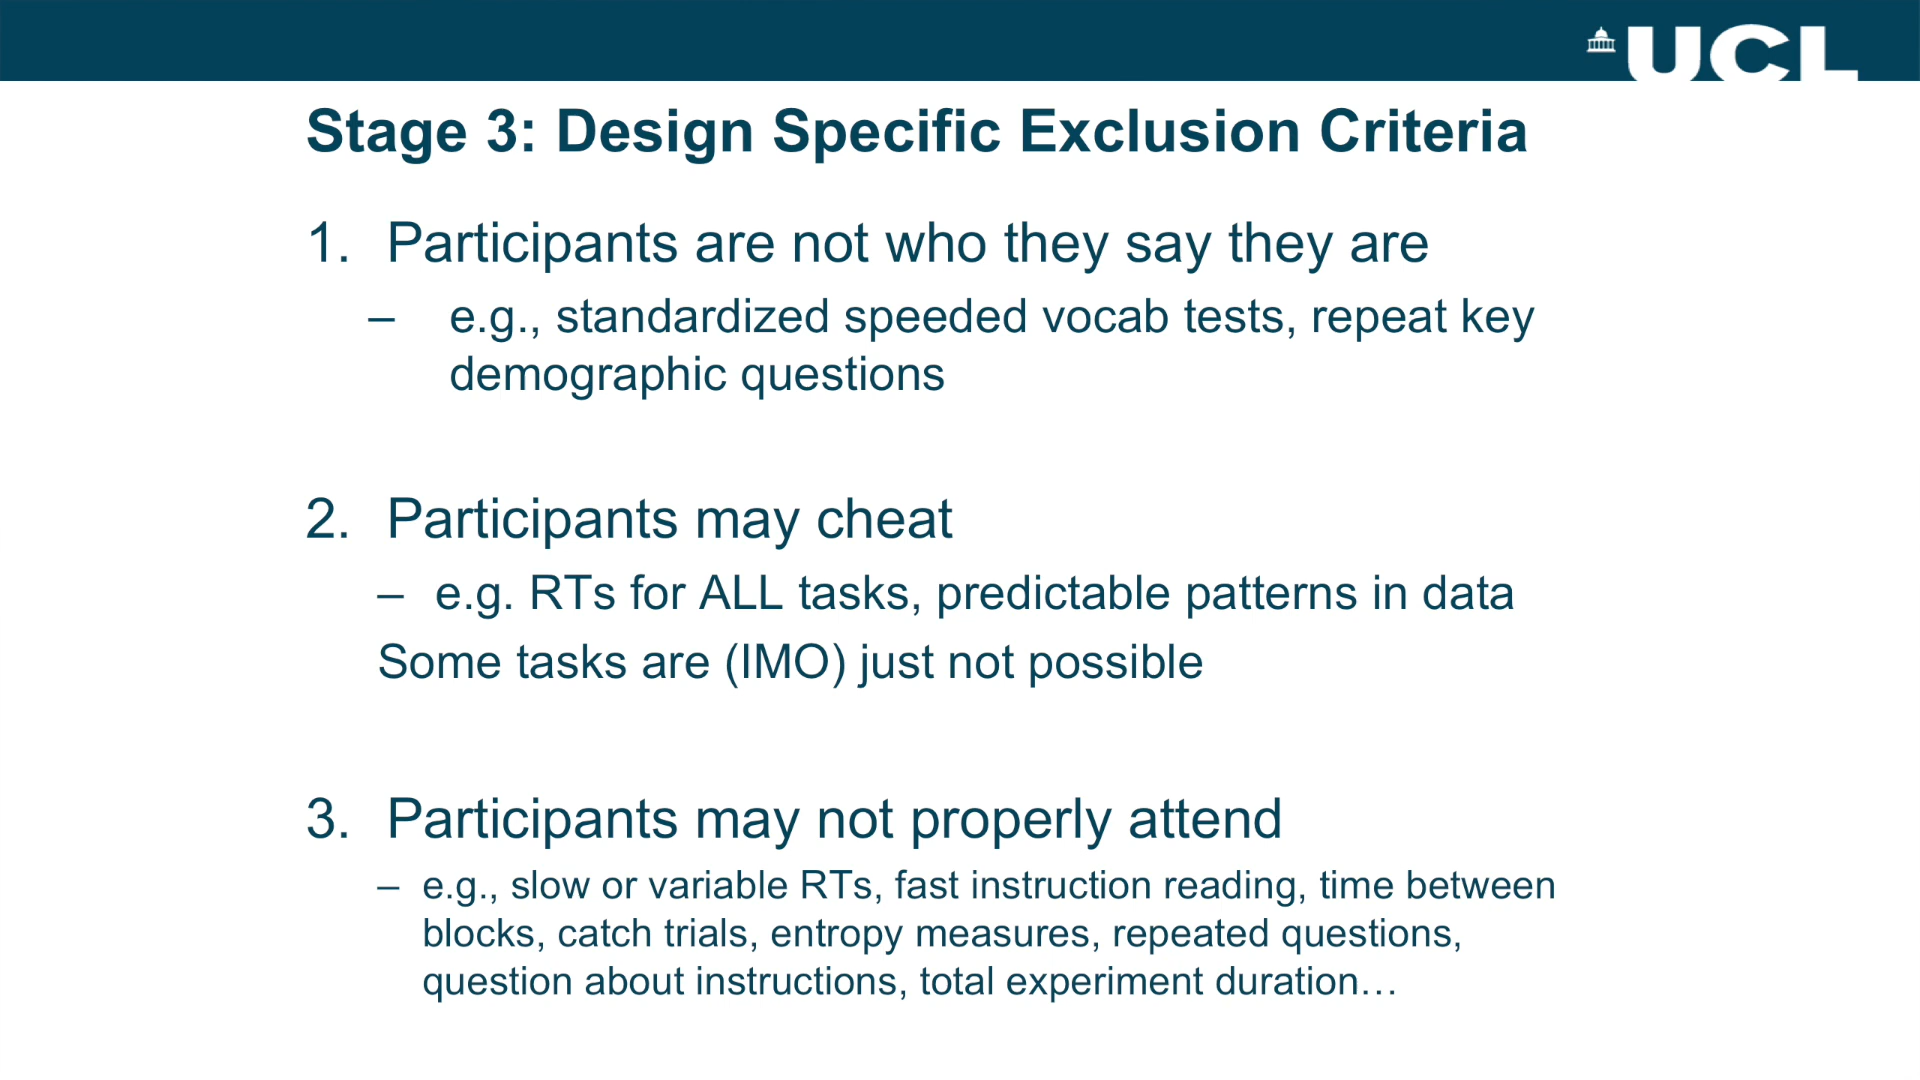 UCL
Stage 3: Design Specific Exclusion Criteria
1. Participants are not who they say they are
– e.g., standardized speeded vocab tests, repeat key
demographic questions
2. Participants may cheat
– e.g. RTs for ALL tasks, predictable patterns in data
Some tasks are (IMO) just not possible
3. Participants may not properly attend
– e.g., slow or variable RTs, fast instruction reading, time between
blocks, catch trials, entropy measures, repeated questions,
question about instructions, total experiment duration…